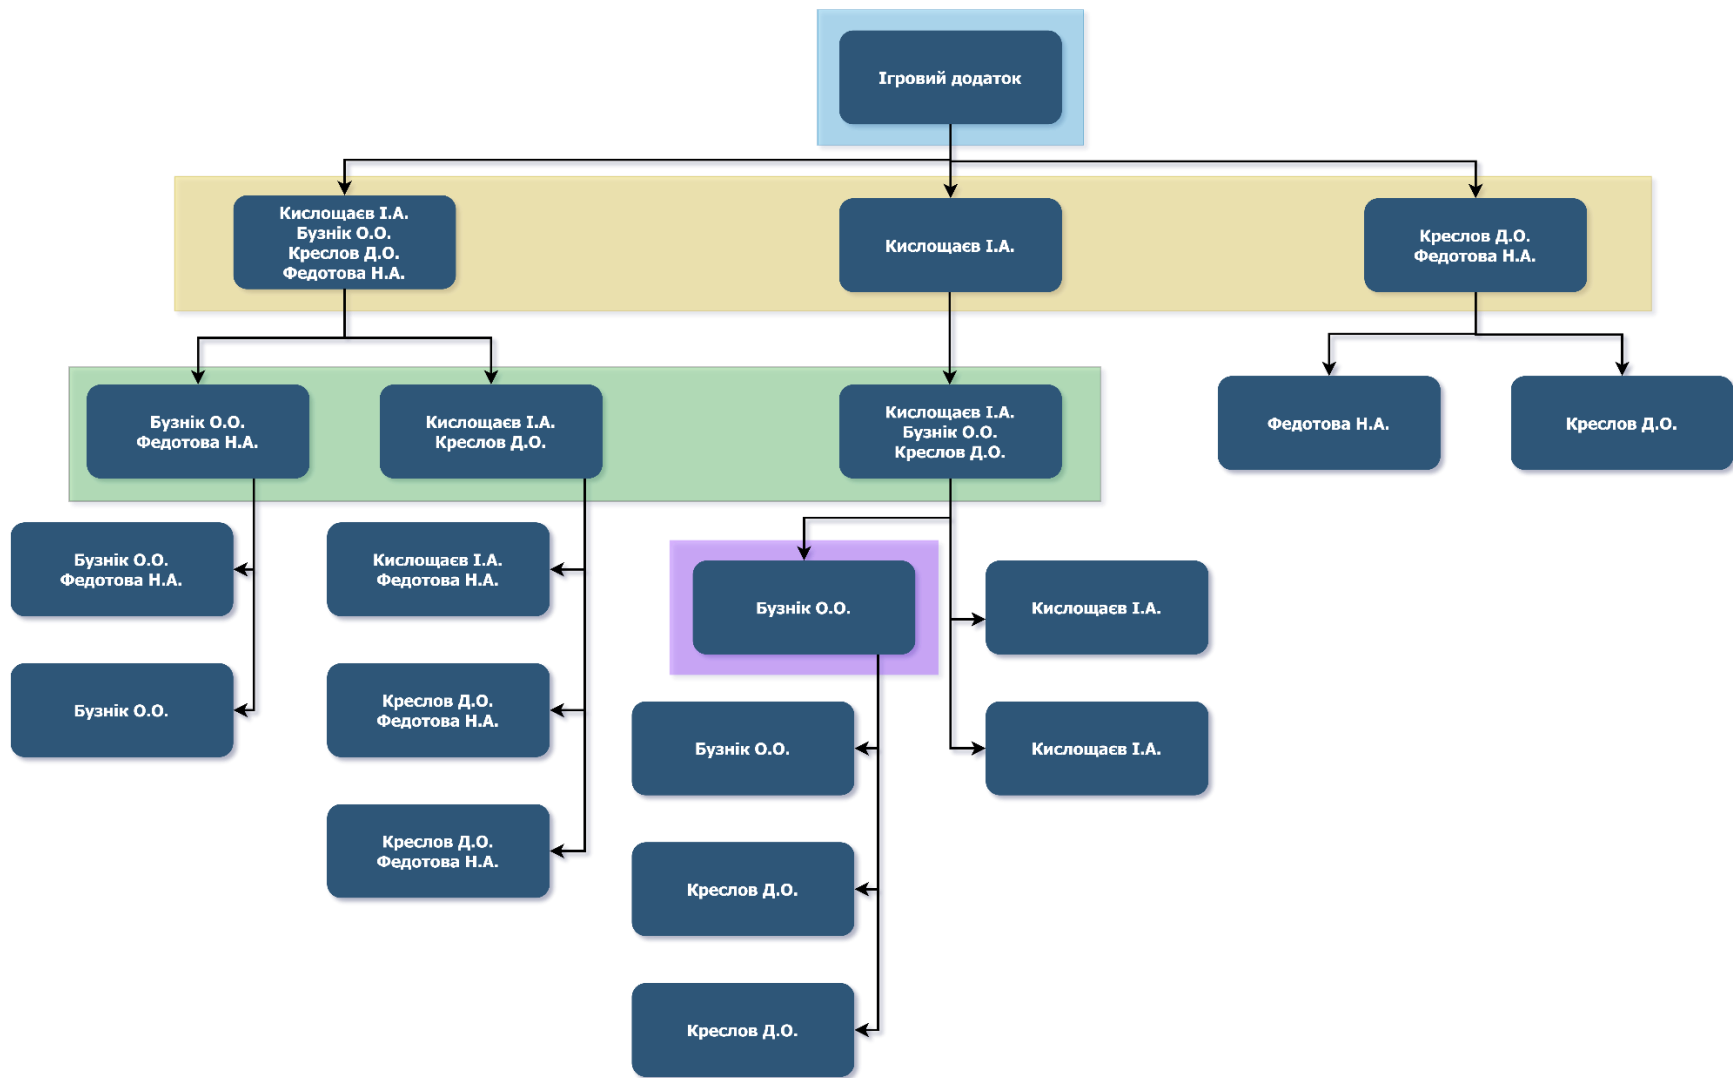 Ігровий додаток
Кислощаєв І.А.
Бузнік О.О.
Креслов Д.О.
Федотова Н.А.
Кислощаєв І.А.
Креслов Д.О.
Федотова Н.А.
Бузнік О.О.
Федотова Н.А.
Кислощаєв І.А.
Креслов Д.О.
Кислощаєв І.А.
Бузнік О.О.
Креслов Д.О.
Федотова Н.А.
Креслов Д.О.
Бузнік О.О.
Федотова Н.А.
Кислощаєв І.А.
Федотова Н.А.
Бузнік О.О.
Кислощаєв І.А.
Бузнік О.О.
Креслов Д.О.
Федотова Н.А.
Бузнік О.О.
Кислощаєв І.А.
Креслов Д.О.
Федотова Н.А.
Креслов Д.О.
Креслов Д.О.